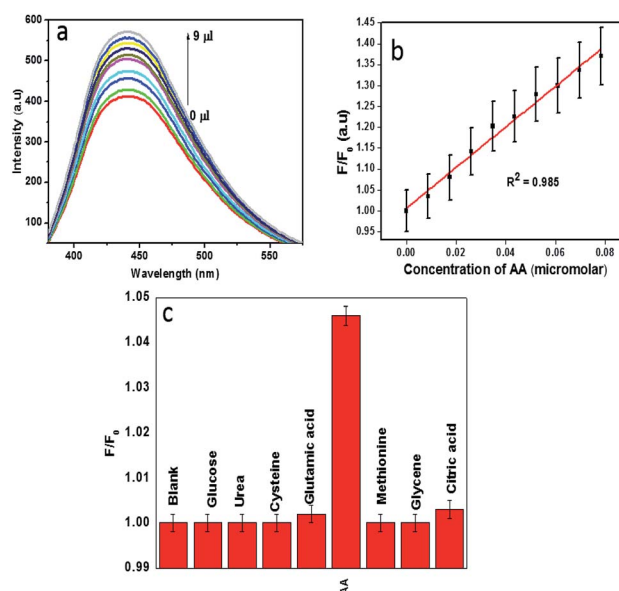 a
9 µl
0 µl
600
500
400
300
200
100
400
450
500
550
Intensity (a.u)
Wavelength (nm)
b
1.45
1.40
1.35
1.30
1.25
1.20
1.15
1.10
1.05
1.00
0.95
0.00
0.02
0.04
0.06
0.08
F/F₀ (a.u)
R² = 0.985
Concentration of AA (micromolar)
c
1.05
1.04
1.03
1.02
1.01
1.00
0.99
F/F₀
Blank
Glucose
Urea
Cysteine
Glutamic acid
AA
Methionine
Glycene
Citric acid